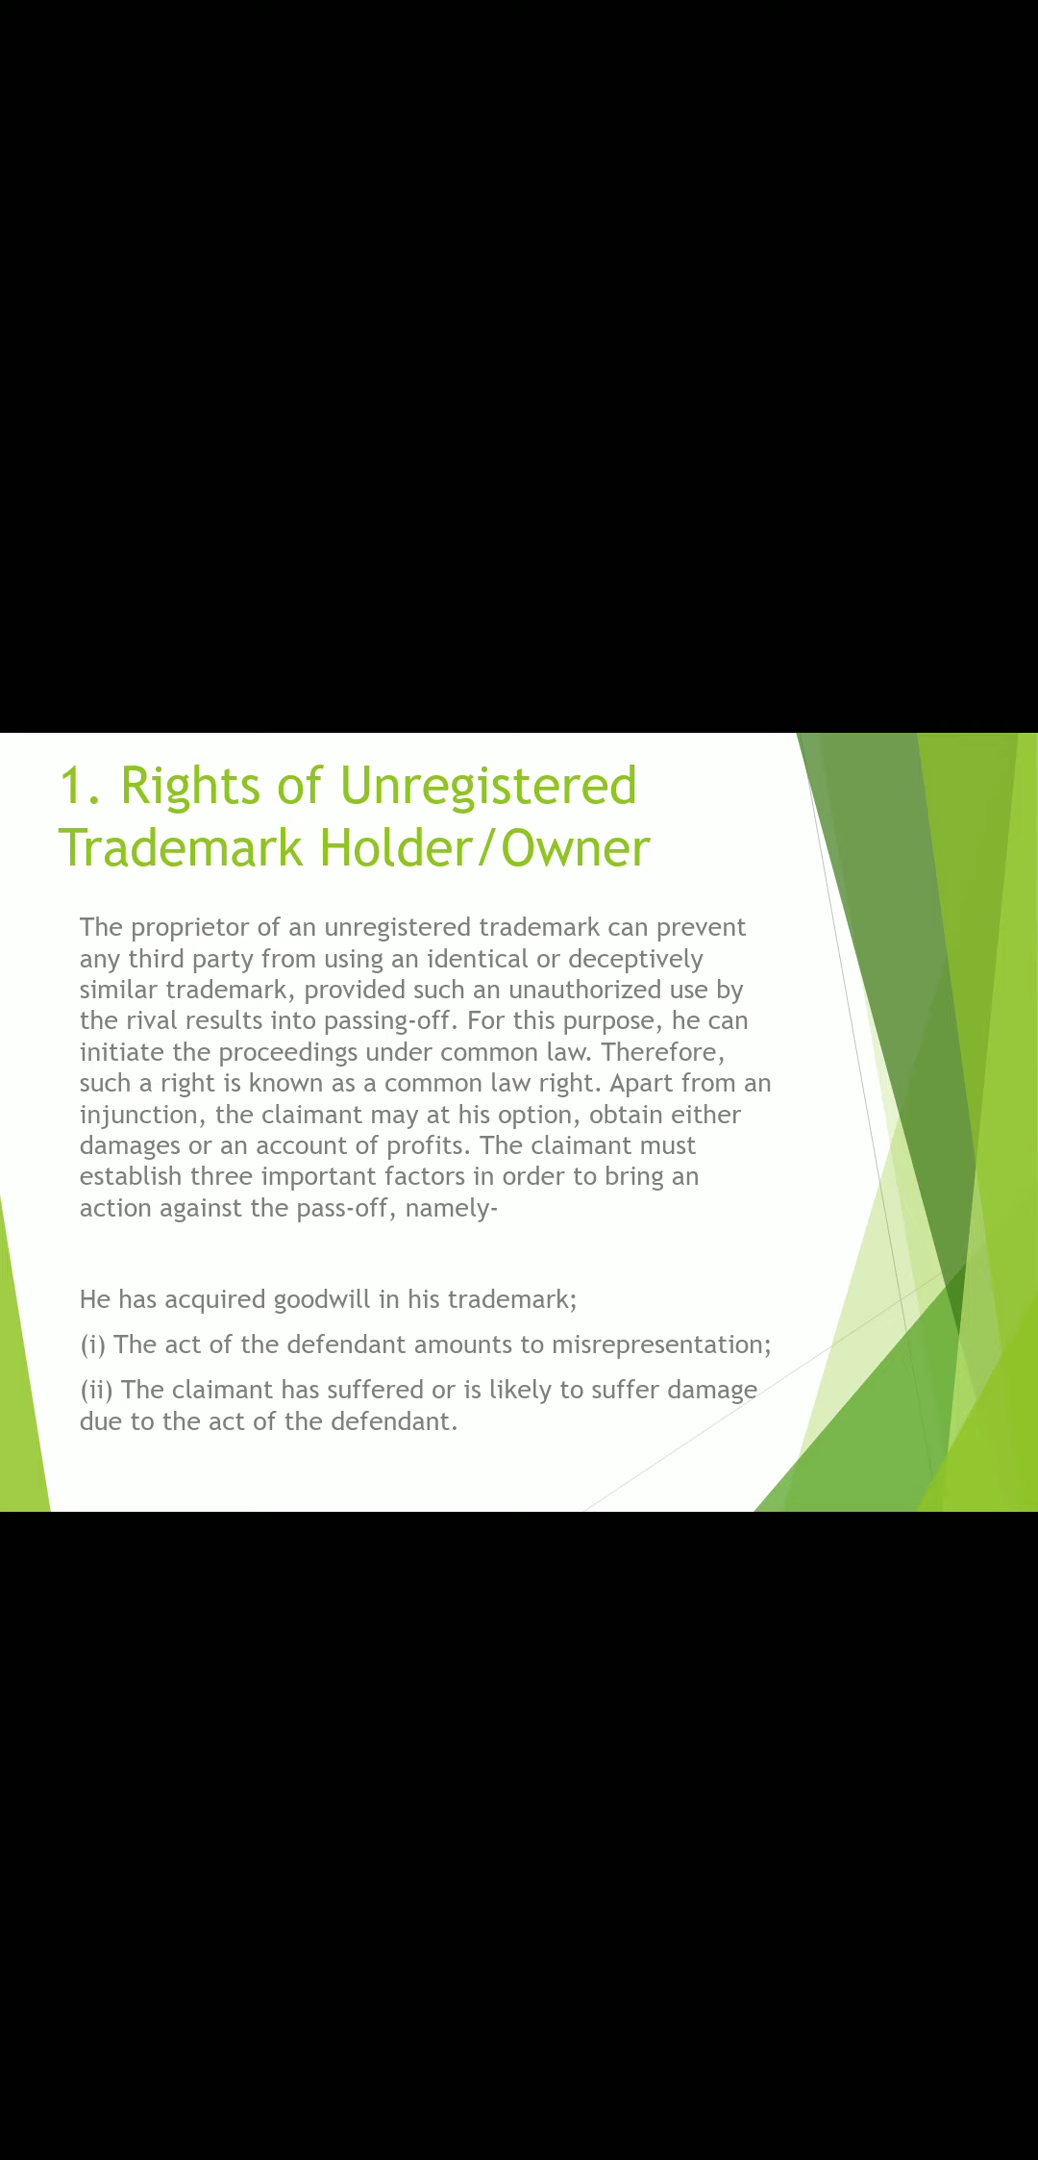 1. Rights of Unregistered
Trademark Holder/Owner
The proprietor of an unregistered trademark can prevent
any third party from using an identical or deceptively
similar trademark, provided such an unauthorized use by
the rival results into passing-off. For this purpose, he can
initiate the proceedings under common law. Therefore,
such a right is known as a common law right. Apart from an
injunction, the claimant may at his option, obtain either
damages or an account of profits. The claimant must
establish three important factors in order to bring an
action against the pass-off, namely-
He has acquired goodwill in his trademark;
(i) The act of the defendant amounts to misrepresentation;
(ii) The claimant has suffered or is likely to suffer damage
due to the act of the defendant.